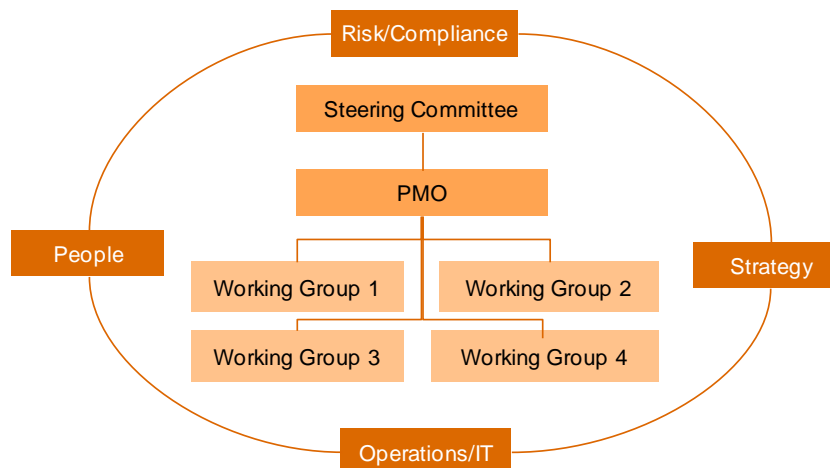 Risk/Compliance
Steering Committee
PMO
People
Strategy
Working Group 1
Working Group 2
Working Group 3
Working Group 4
Operations/IT